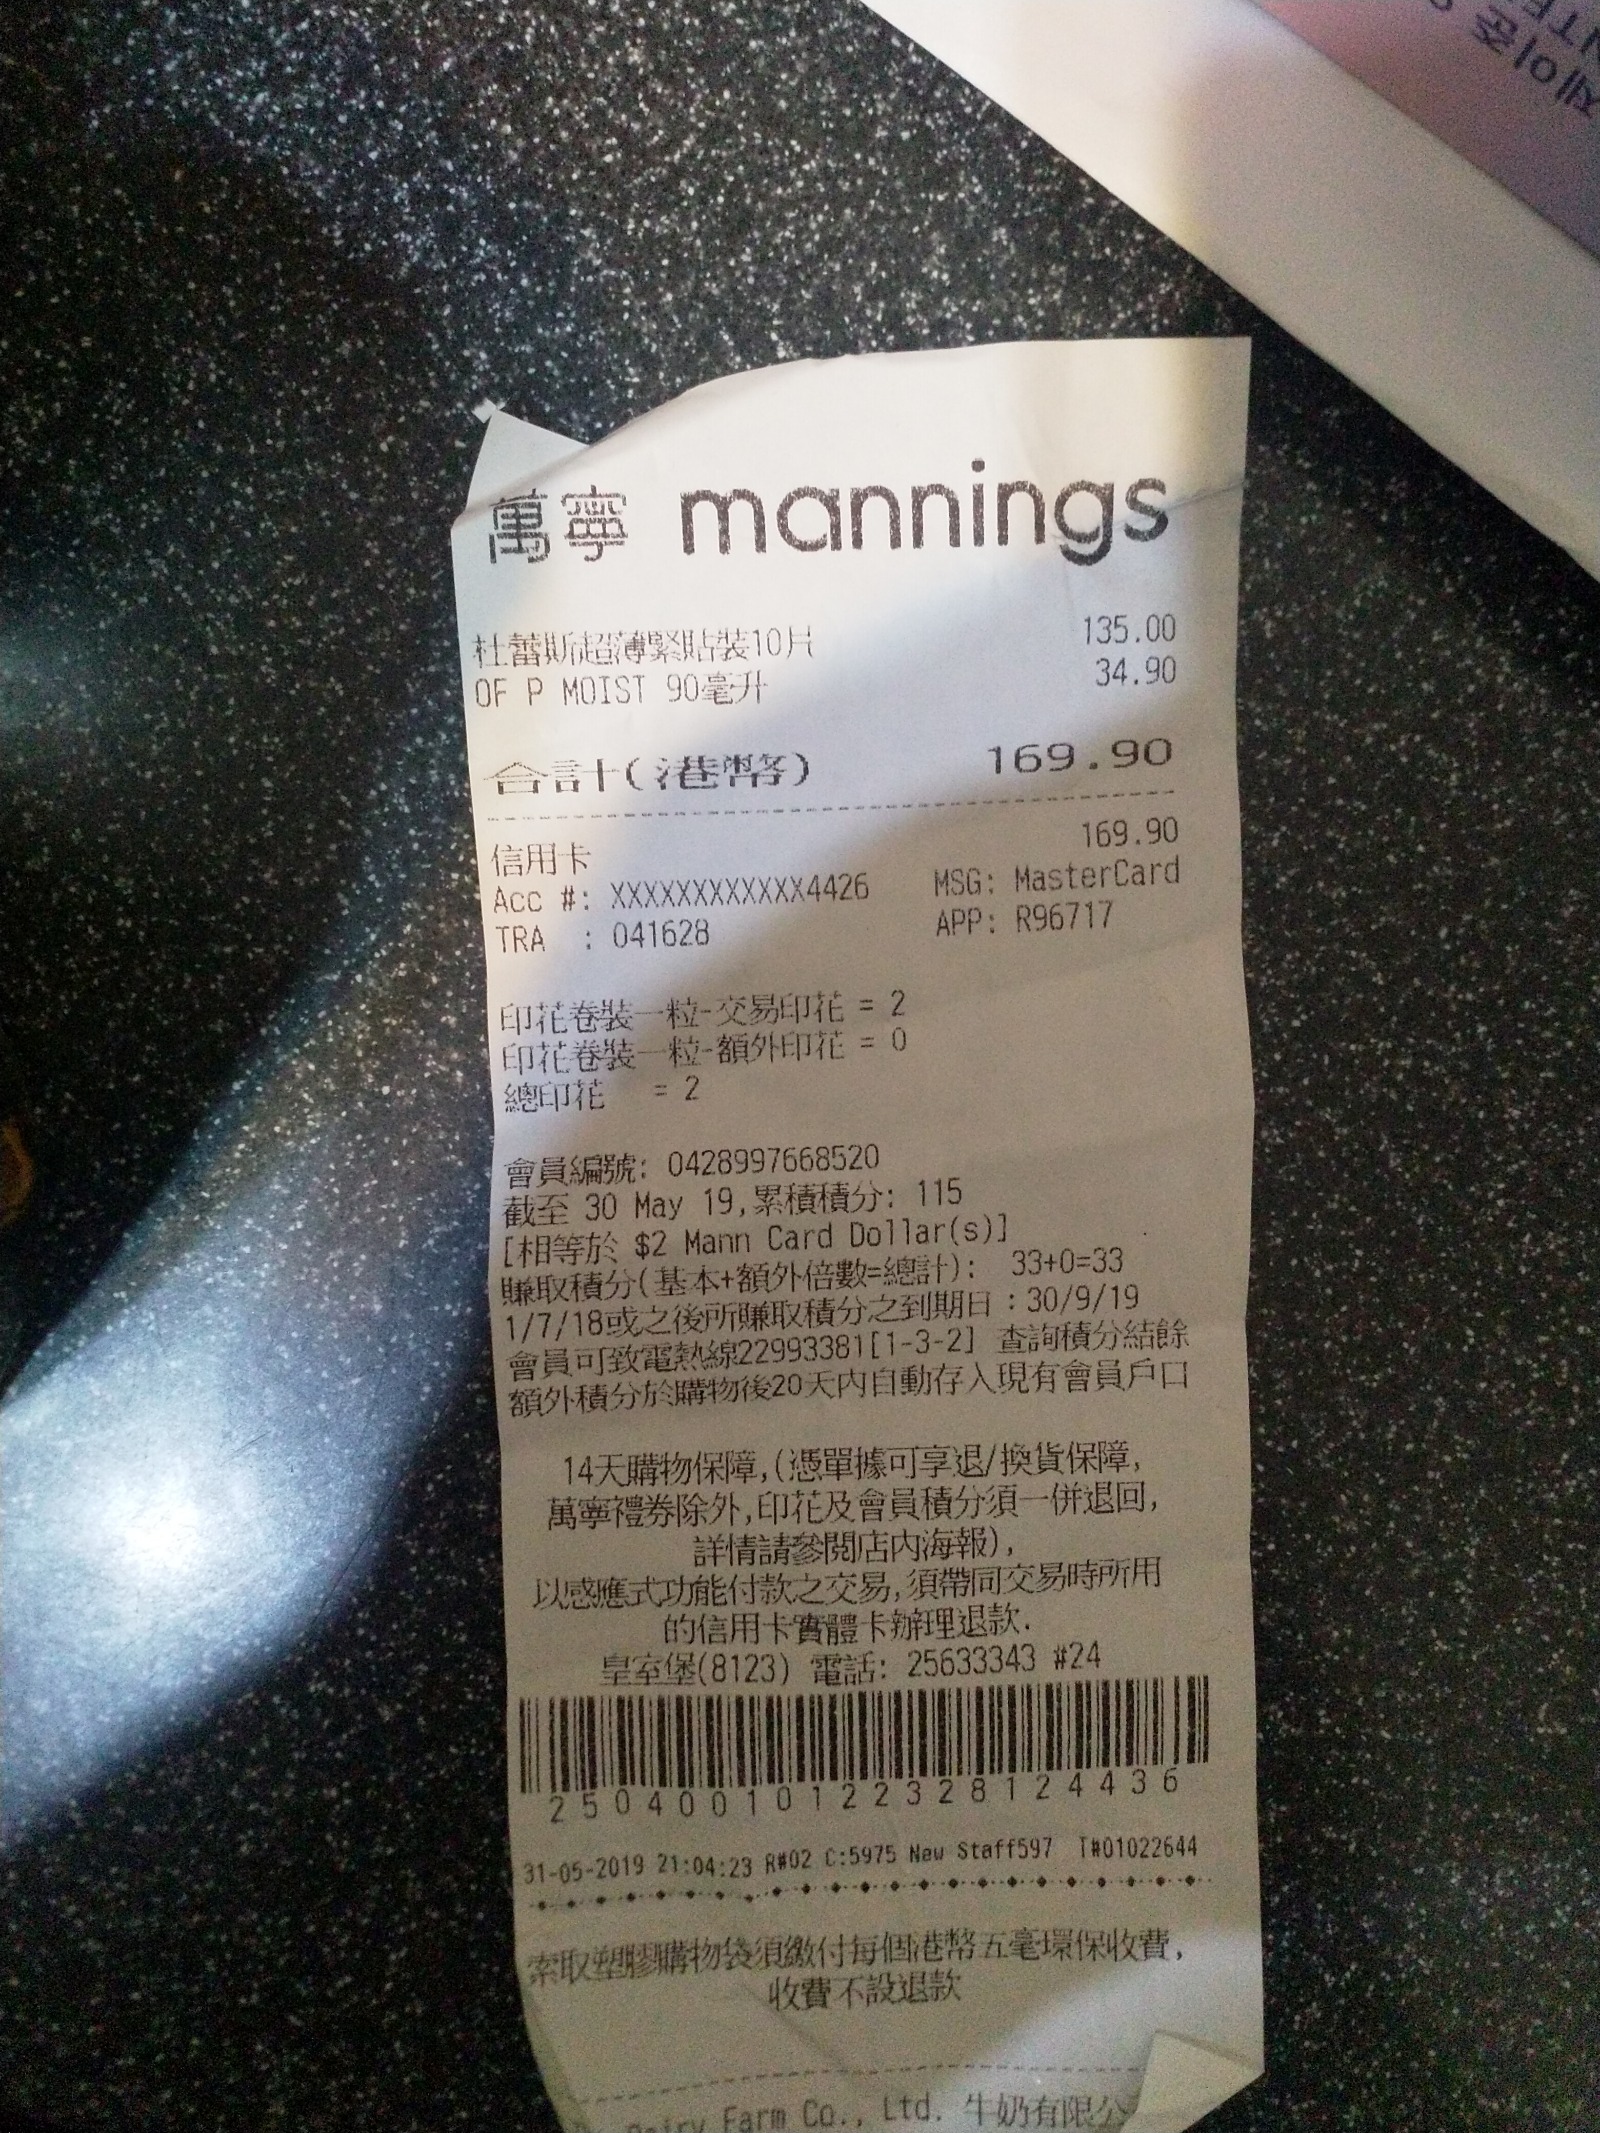 제이준
萬寧 mannings
杜蕾斯超薄緊貼裝10片 135.00
OF P MOIST 90毫升 34.90
合計(港幣) 169.90
信用卡 169.90
Acc #: XXXXXXXXXXXX4426 MSG: MasterCard
TRA : 041628 APP: R96717
印花卷裝一粒-交易印花 = 2
印花卷裝一粒-額外印花 = 0
總印花 = 2
會員編號: 0428997668520
截至 30 May 19,累積積分: 115
[相等於 $2 Mann Card Dollar(s)]
賺取積分(基本+額外倍數=總計): 33+0=33
1/7/18或之後所賺取積分之到期日:30/9/19
會員可致電熱線22993381[1-3-2] 查詢積分結餘
額外積分於購物後20天內自動存入現有會員戶口
14天購物保障,(憑單據可享退/換貨保障,
萬寧禮券除外,印花及會員積分須一併退回,
詳情請參閱店內海報),
以感應式功能付款之交易,須帶同交易時所用
的信用卡實體卡辦理退款.
皇室堡(8123) 電話: 25633343 #24
25040010122328124436
31-05-2019 21:04:23 R#02 C:5975 New Staff597 T#01022644
索取塑膠購物袋須繳付每個港幣五毫環保收費,
收費不設退款
Dairy Farm Co., Ltd. 牛奶有限公